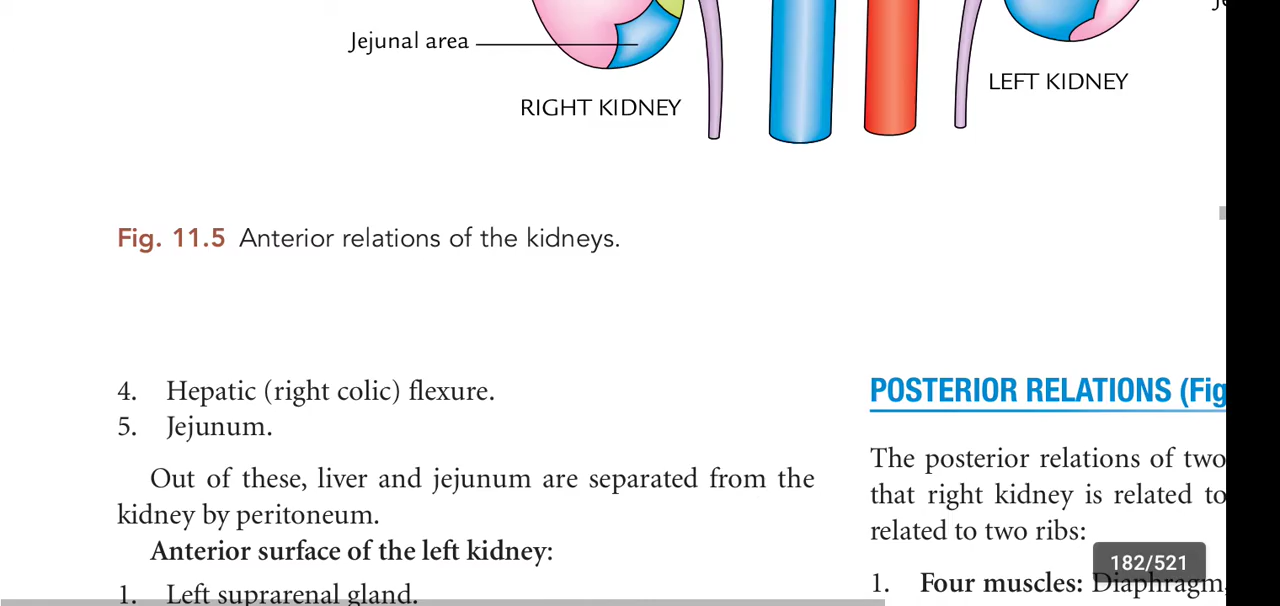 Jejunal area
RIGHT KIDNEY
LEFT KIDNEY
Fig. 11.5 Anterior relations of the kidneys.
4. Hepatic (right colic) flexure.
5. Jejunum.
Out of these, liver and jejunum are separated from the
kidney by peritoneum.
Anterior surface of the left kidney:
1. Left suprarenal gland.
POSTERIOR RELATIONS (Fig
The posterior relations of two
that right kidney is related to
related to two ribs:
1. Four muscles: Diaphragm,
182/521